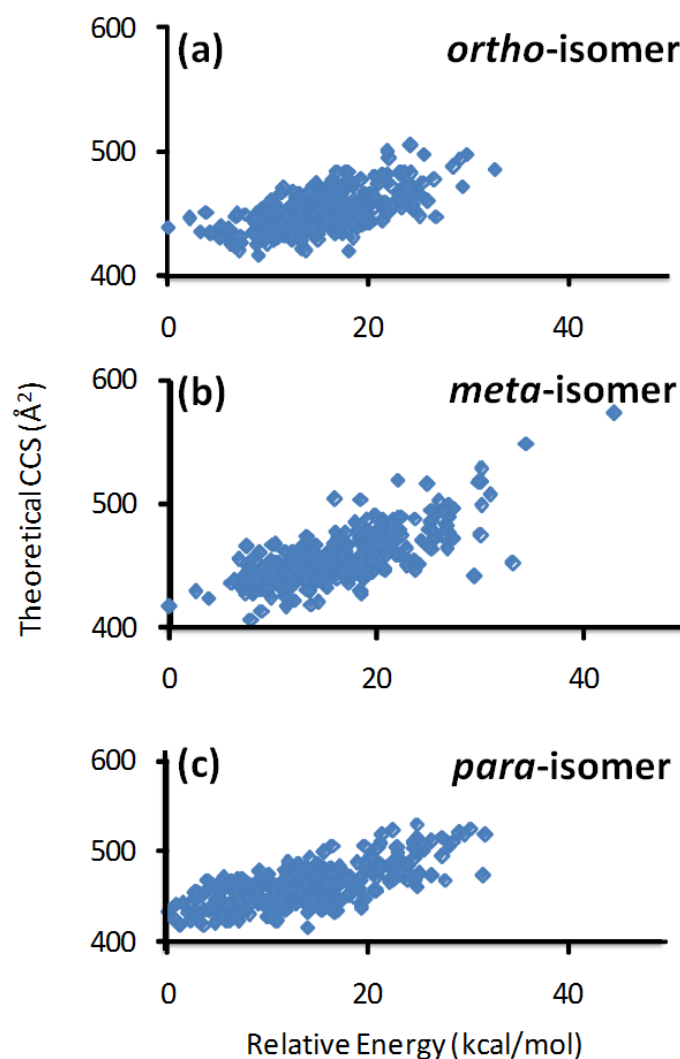 600
(a)
ortho-isomer
500
400
0
20
40
600
(b)
meta-isomer
500
400
0
20
40
600
(c)
para-isomer
500
400
0
20
40
Theoretical CCS (Å²)
Relative Energy (kcal/mol)